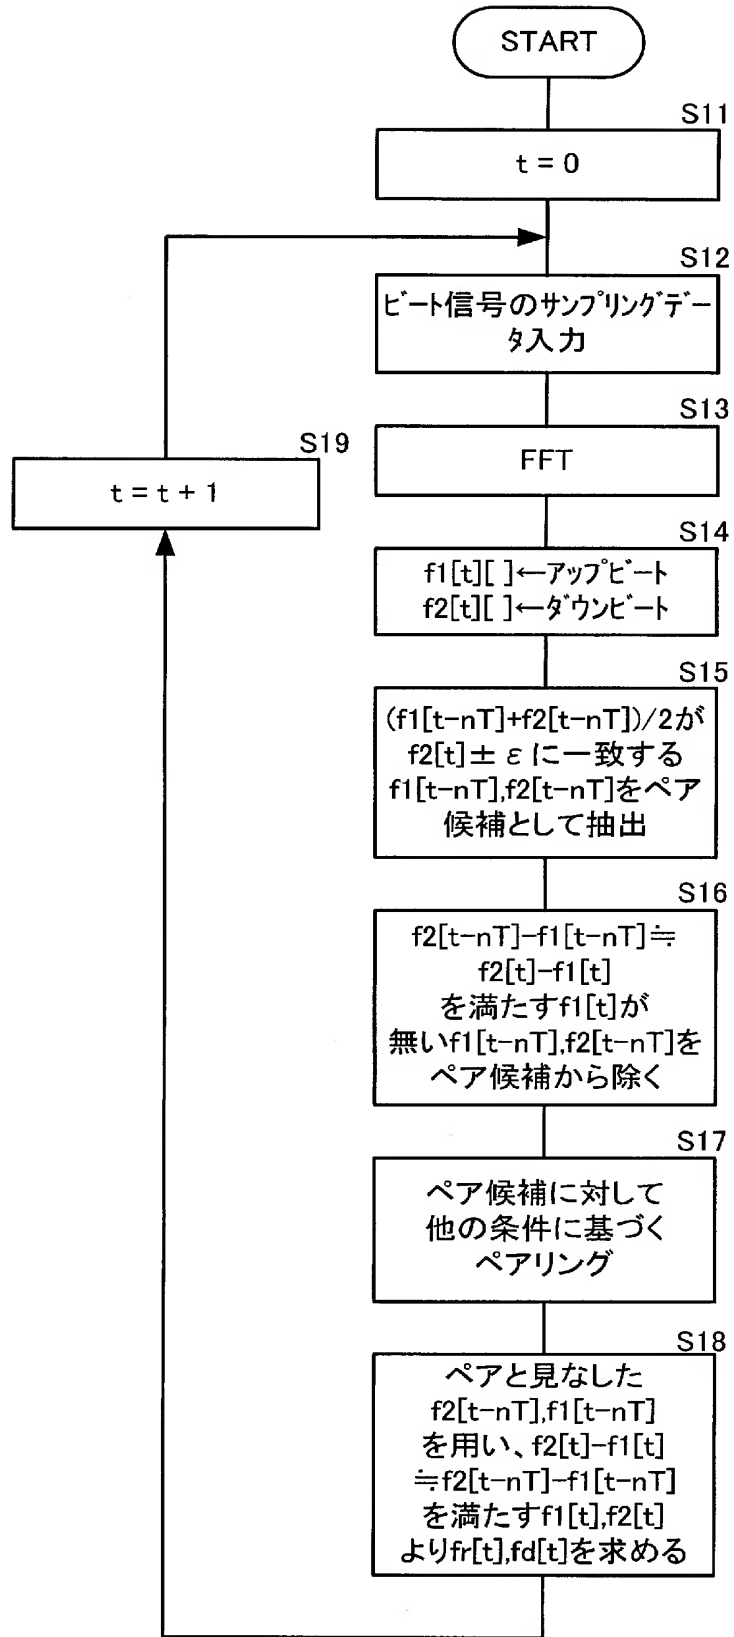 START
S11
t = 0
S12
ビート信号のサンプリングデー
タ入力
S13
FFT
S19
t = t + 1
S14
f1[t][ ]←アップビート
f2[t][ ]←ダウンビート
S15
(f1[t-nT]+f2[t-nT])/2が
f2[t]±εに一致する
f1[t-nT],f2[t-nT]をペア
候補として抽出
S16
f2[t-nT]-f1[t-nT]≒
f2[t]-f1[t]
を満たすf1[t]が
無いf1[t-nT],f2[t-nT]を
ペア候補から除く
S17
ペア候補に対して
他の条件に基づく
ペアリング
S18
ペアと見なした
f2[t-nT],f1[t-nT]
を用い、f2[t]-f1[t]
≒f2[t-nT]-f1[t-nT]
を満たすf1[t],f2[t]
よりfr[t],fd[t]を求める